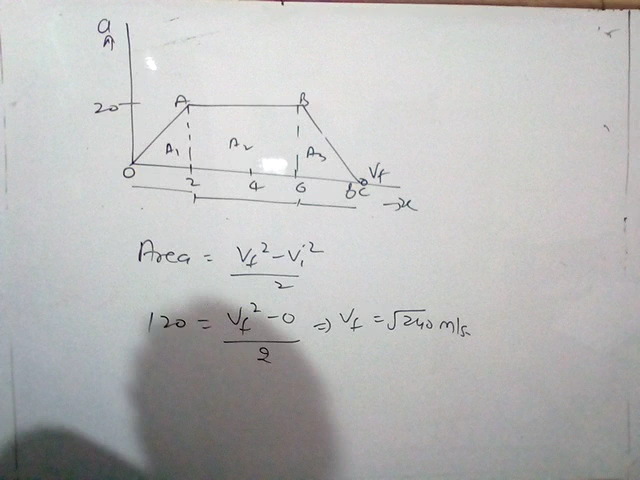 a
20
A B
A₁ A₂ A₃
O 2 4 6 8 C Vf
→x
Area = (Vf² - Vi²) / 2
120 = (Vf² - 0) / 2 ⇒ Vf = √240 m/s